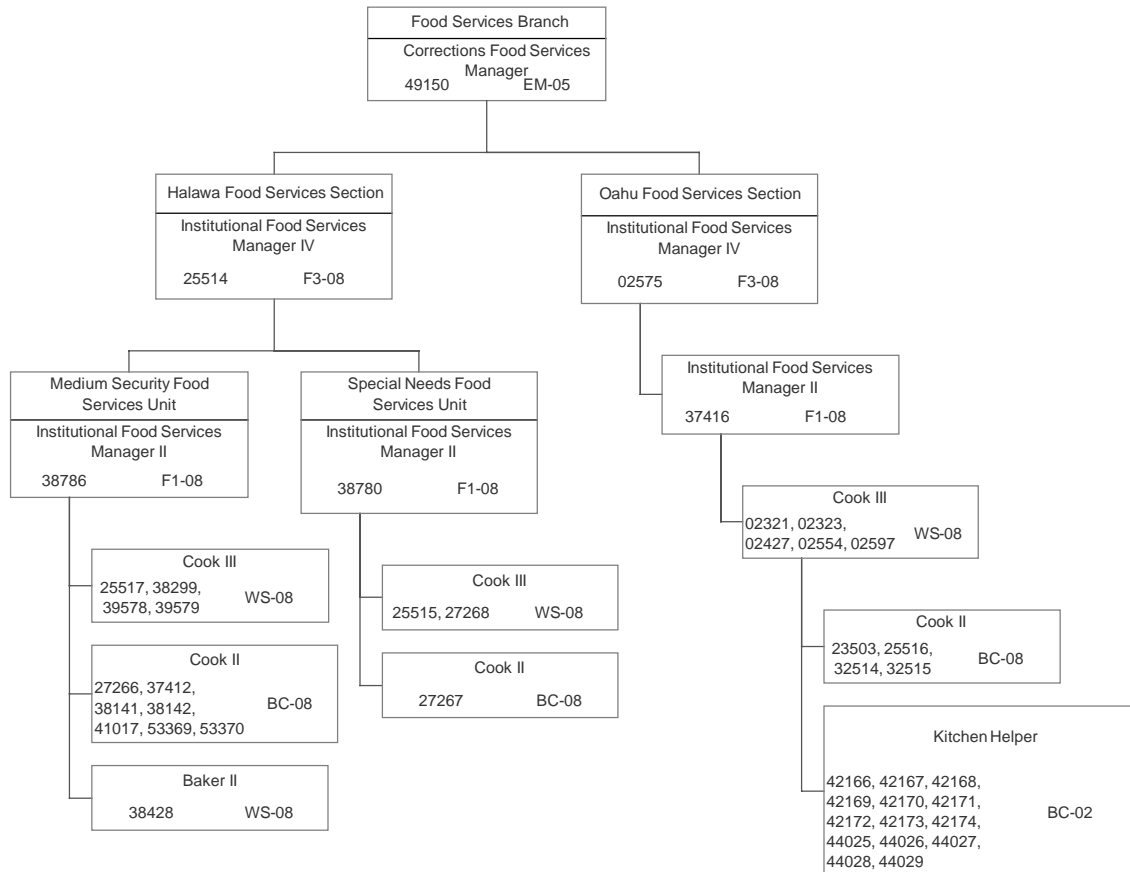 Food Services Branch
Corrections Food Services
Manager
49150 EM-05
Halawa Food Services Section
Institutional Food Services
Manager IV
25514 F3-08
Oahu Food Services Section
Institutional Food Services
Manager IV
02575 F3-08
Medium Security Food
Services Unit
Institutional Food Services
Manager II
38786 F1-08
Special Needs Food
Services Unit
Institutional Food Services
Manager II
38780 F1-08
Institutional Food Services
Manager II
37416 F1-08
Cook III
25517, 38299,
39578, 39579
WS-08
Cook II
27266, 37412,
38141, 38142,
41017, 53369, 53370
BC-08
Baker II
38428 WS-08
Cook III
25515, 27268 WS-08
Cook II
27267 BC-08
Cook III
02321, 02323,
02427, 02554, 02597
WS-08
Cook II
23503, 25516,
32514, 32515
BC-08
Kitchen Helper
42166, 42167, 42168,
42169, 42170, 42171,
42172, 42173, 42174,
44025, 44026, 44027,
44028, 44029
BC-02